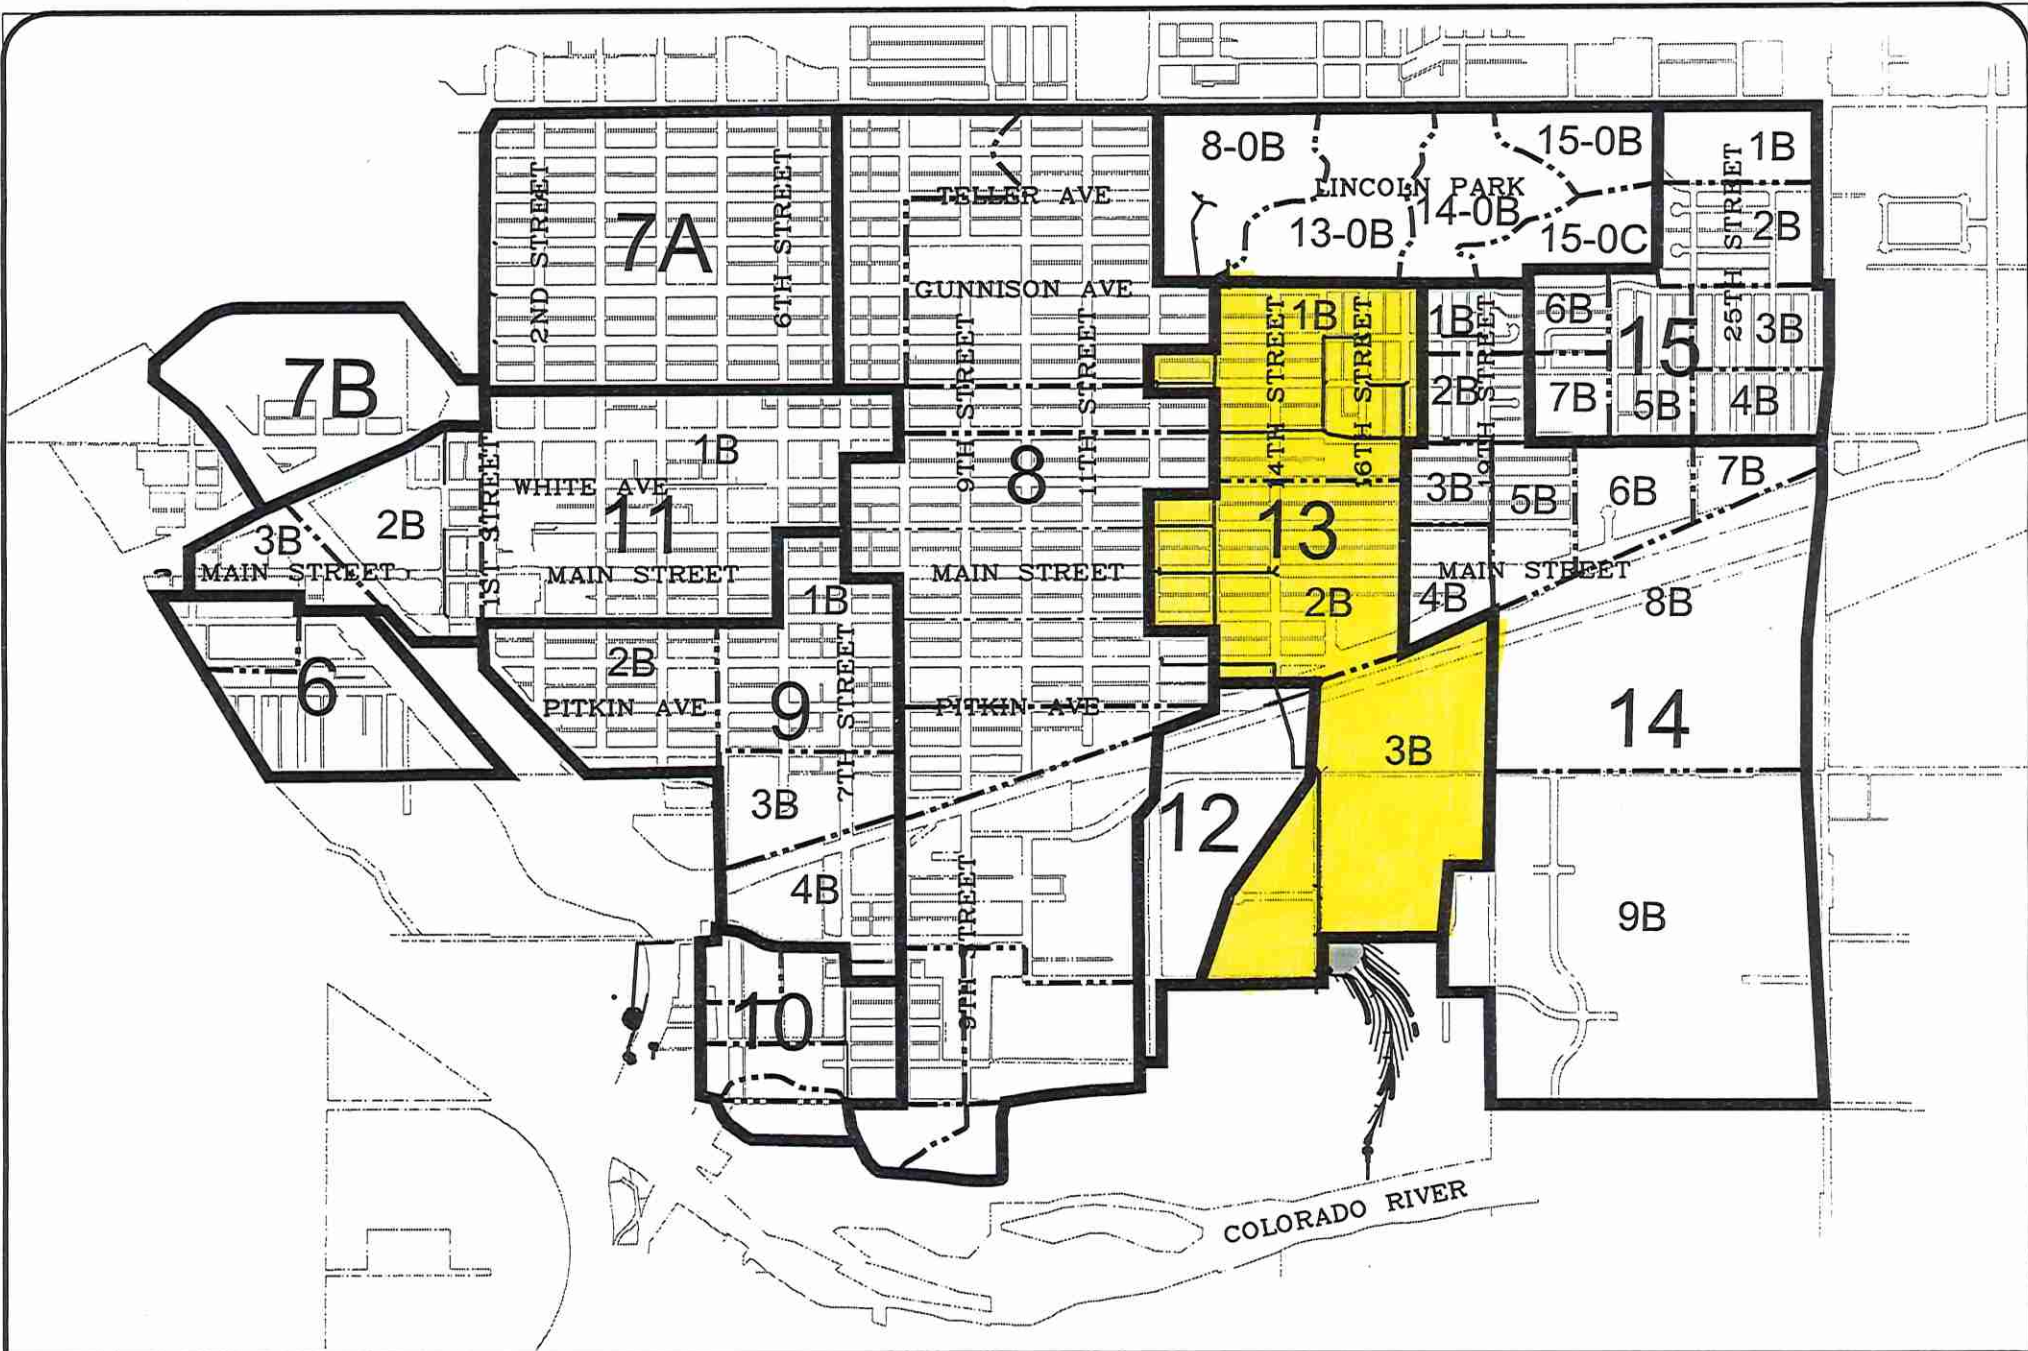 8-0B
15-0B
1B
LINCOLN PARK
TELLER AVE
14-0B
13-0B
15-0C
2B
25TH STREET
7A
2ND STREET
6TH STREET
GUNNISON AVE
1B
1B
6B
15
3B
14TH STREET
16TH STREET
19TH STREET
7B
2B
7B
5B
4B
1B
9TH STREET
11TH STREET
8
WHITE AVE
11
2B
1ST STREET
3B
3B
5B
6B
7B
13
MAIN STREET
MAIN STREET
MAIN STREET
MAIN STREET
1B
2B
4B
8B
6
2B
9
PITKIN AVE
7TH STREET
PITKIN AVE
14
3B
3B
12
4B
9TH STREET
9B
10
COLORADO RIVER